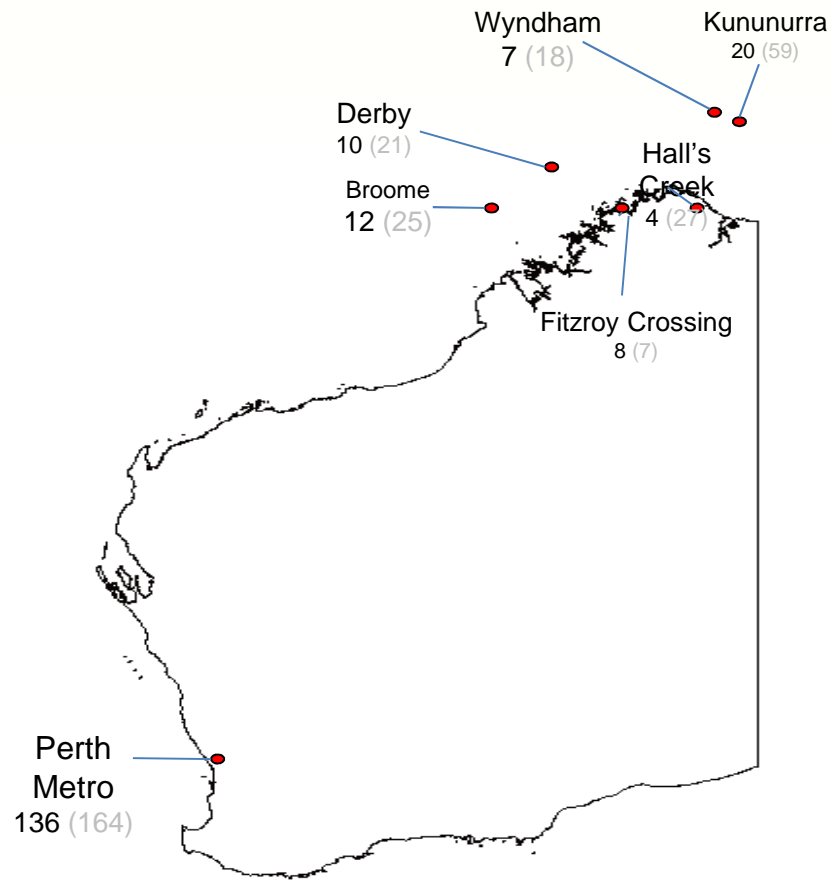 Wyndham
7 (18)
Kununurra
20 (59)
Derby
10 (21)
Hall's
Creek
4 (27)
Broome
12 (25)
Fitzroy Crossing
8 (7)
Perth
Metro
136 (164)